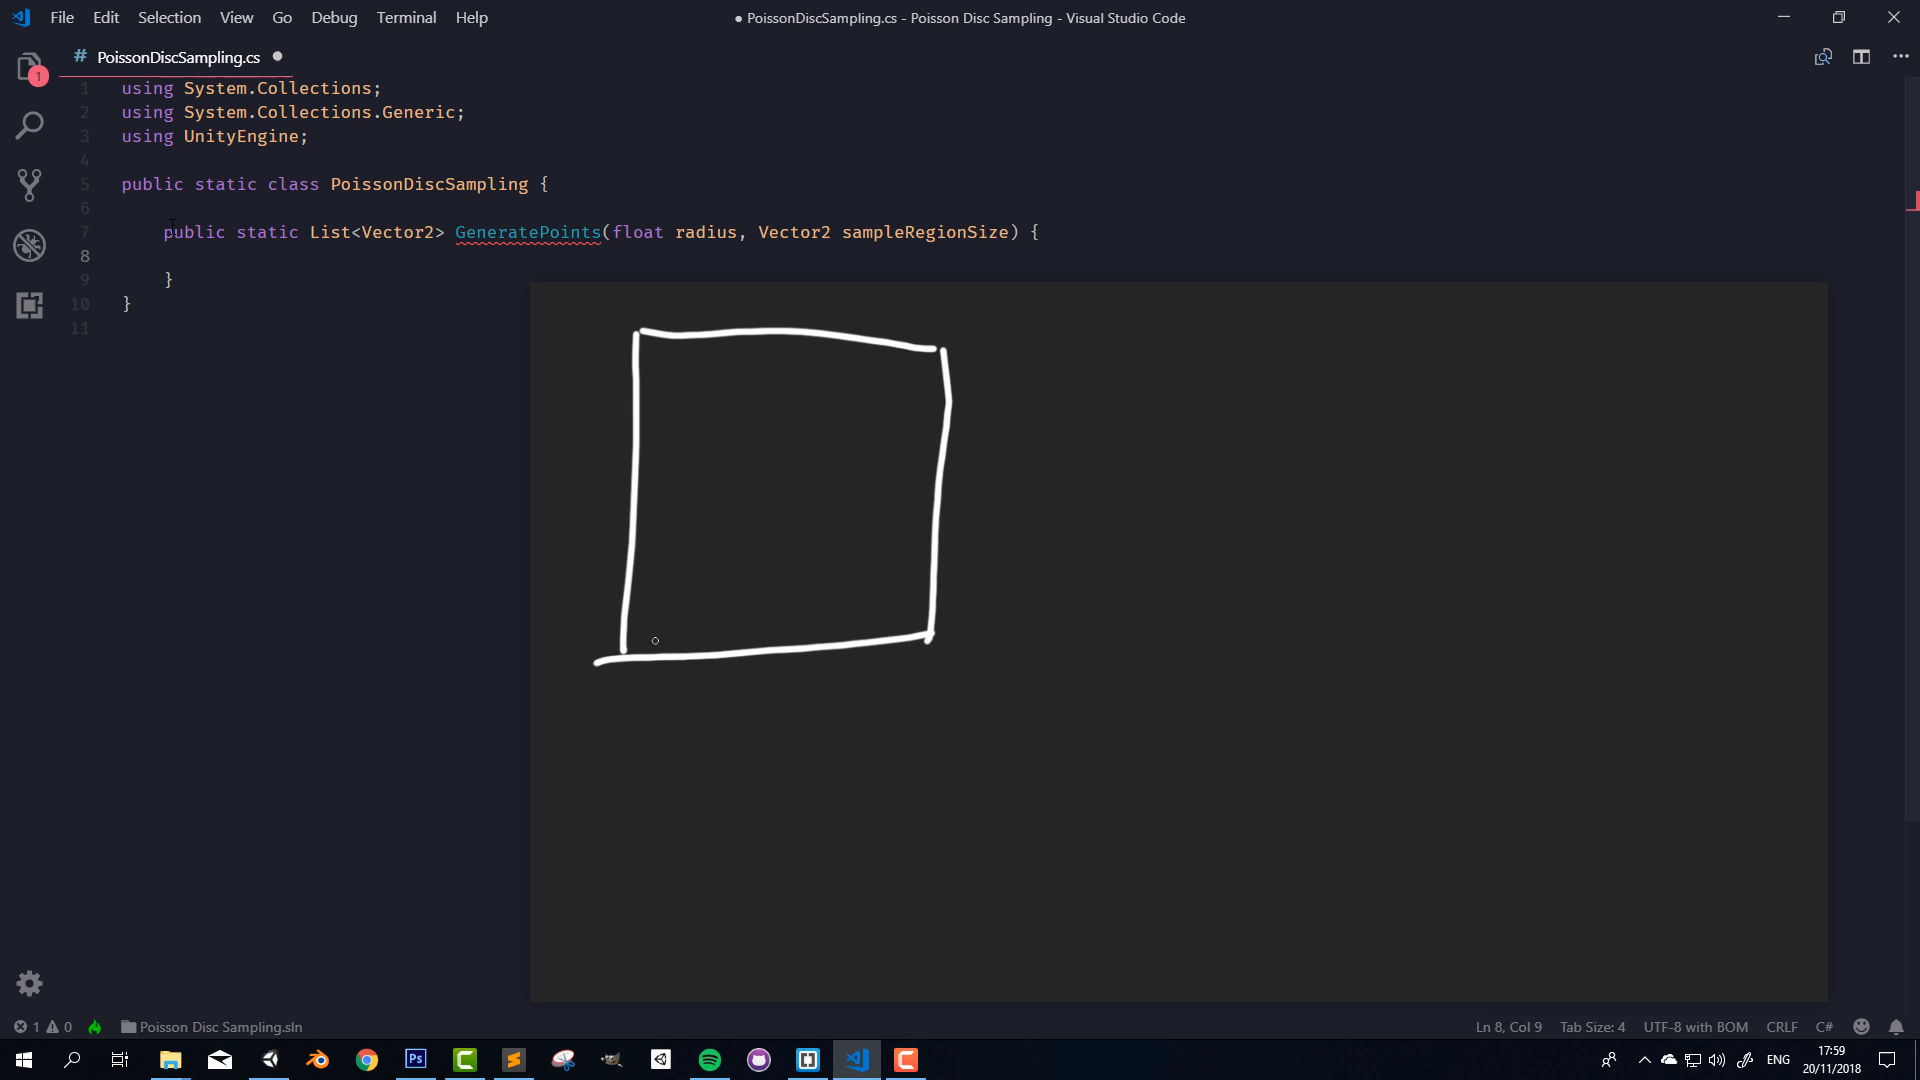 File Edit Selection View Go Debug Terminal Help
● PoissonDiscSampling.cs - Poisson Disc Sampling - Visual Studio Code
# PoissonDiscSampling.cs ●
1
1 using System.Collections;
2 using System.Collections.Generic;
3 using UnityEngine;
4
5 public static class PoissonDiscSampling {
6
7 public static List<Vector2> GeneratePoints(float radius, Vector2 sampleRegionSize) {
8
9 }
10 }
11
1 0 Poisson Disc Sampling.sln
Ln 8, Col 9 Tab Size: 4 UTF-8 with BOM CRLF C#
Ps
ENG
17:59
20/11/2018